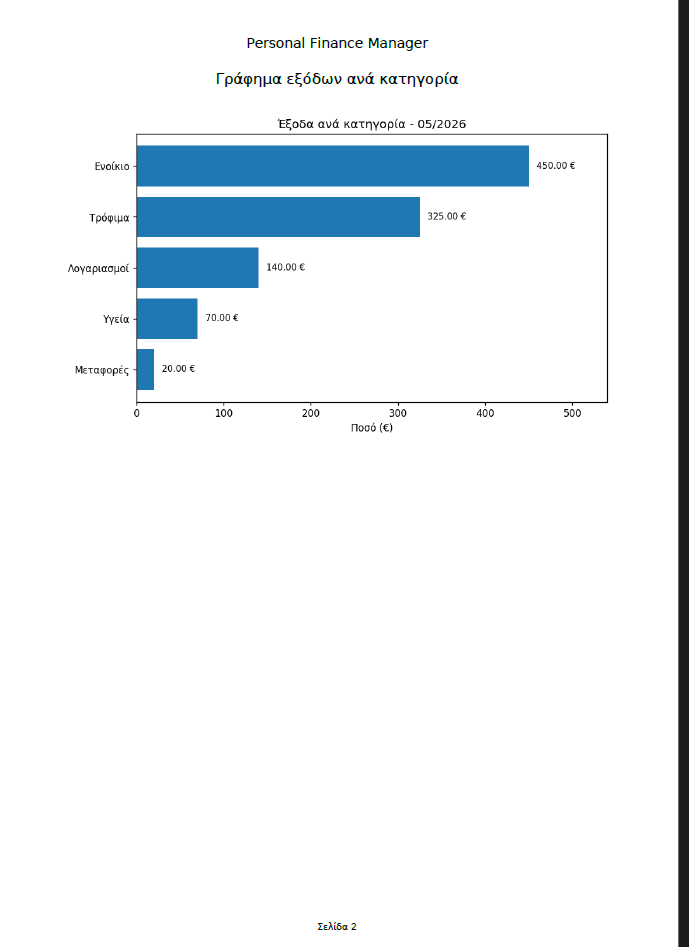 Personal Finance Manager
Γράφημα εξόδων ανά κατηγορία
Έξοδα ανά κατηγορία - 05/2026
Ενοίκιο 450.00 €
Τρόφιμα 325.00 €
Λογαριασμοί 140.00 €
Υγεία 70.00 €
Μεταφορές 20.00 €
0 100 200 300 400 500
Ποσό (€)
Σελίδα 2